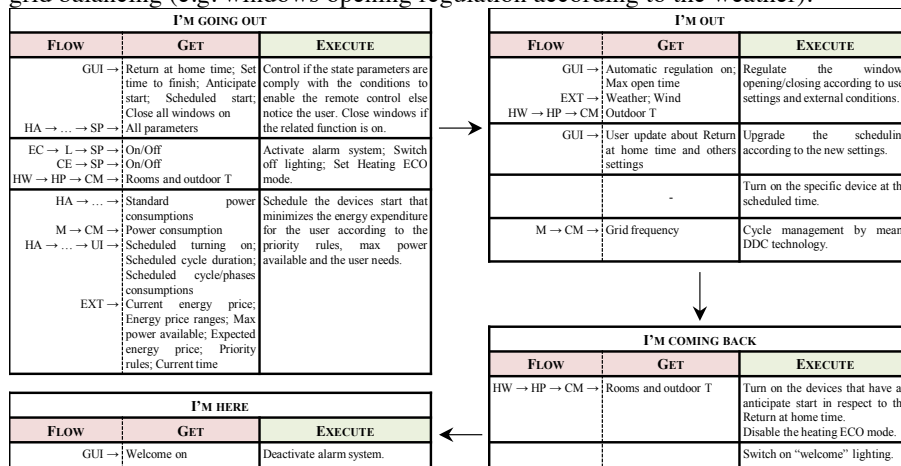 grid balancing (e.g. windows opening regulation according to the weather).
I'M GOING OUT
FLOW GET EXECUTE
GUI → Return at home time; Set Control if the state parameters are
time to finish; Anticipate comply with the conditions to
start; Scheduled start; enable the remote control else
Close all windows on notice the user. Close windows if
HA → … → SP → All parameters the related function is on.
EC → L → SP → On/Off Activate alarm system; Switch
CE → SP → On/Off off lighting; Set Heating ECO
HW → HP → CM → Rooms and outdoor T mode.
HA → … → Standard power Schedule the devices start that
consumptions minimizes the energy expenditure
M → CM → Power consumption for the user according to the
HA → … → UI → Scheduled turning on; priority rules, max power
Scheduled cycle duration; available and the user needs.
Scheduled cycle/phases
consumptions
EXT → Current energy price;
Energy price ranges; Max
power available; Expected
energy price; Priority
rules; Current time
I'M OUT
FLOW GET EXECUTE
GUI → Automatic regulation on; Regulate the window
Max open time opening/closing according to use
EXT → Weather; Wind settings and external conditions.
HW → HP → CM Outdoor T
GUI → User update about Return Upgrade the schedulin
at home time and others according to the new settings.
settings
- Turn on the specific device at th
scheduled time.
M → CM → Grid frequency Cycle management by mean
DDC technology.
I'M COMING BACK
FLOW GET EXECUTE
HW → HP → CM → Rooms and outdoor T Turn on the devices that have a
anticipate start in respect to th
Return at home time.
Disable the heating ECO mode.
Switch on "welcome" lighting.
I'M HERE
FLOW GET EXECUTE
GUI → Welcome on Deactivate alarm system.